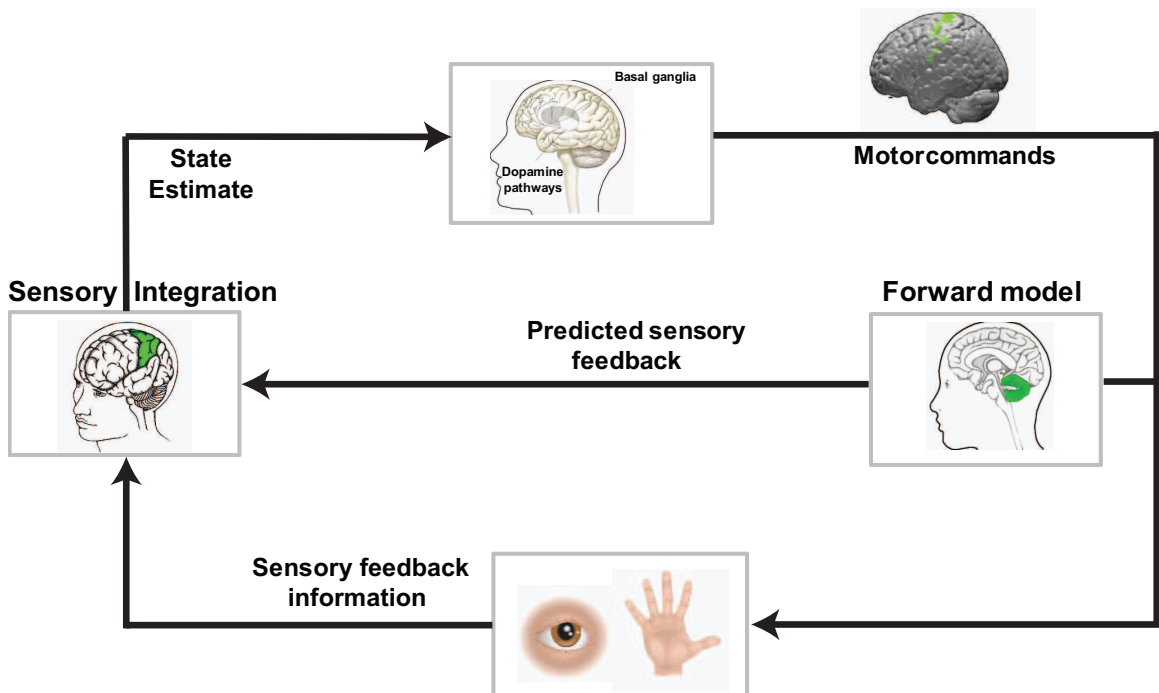 Basal ganglia
Dopamine
pathways
State
Estimate
Motorcommands
Sensory Integration
Forward model
Predicted sensory
feedback
Sensory feedback
information